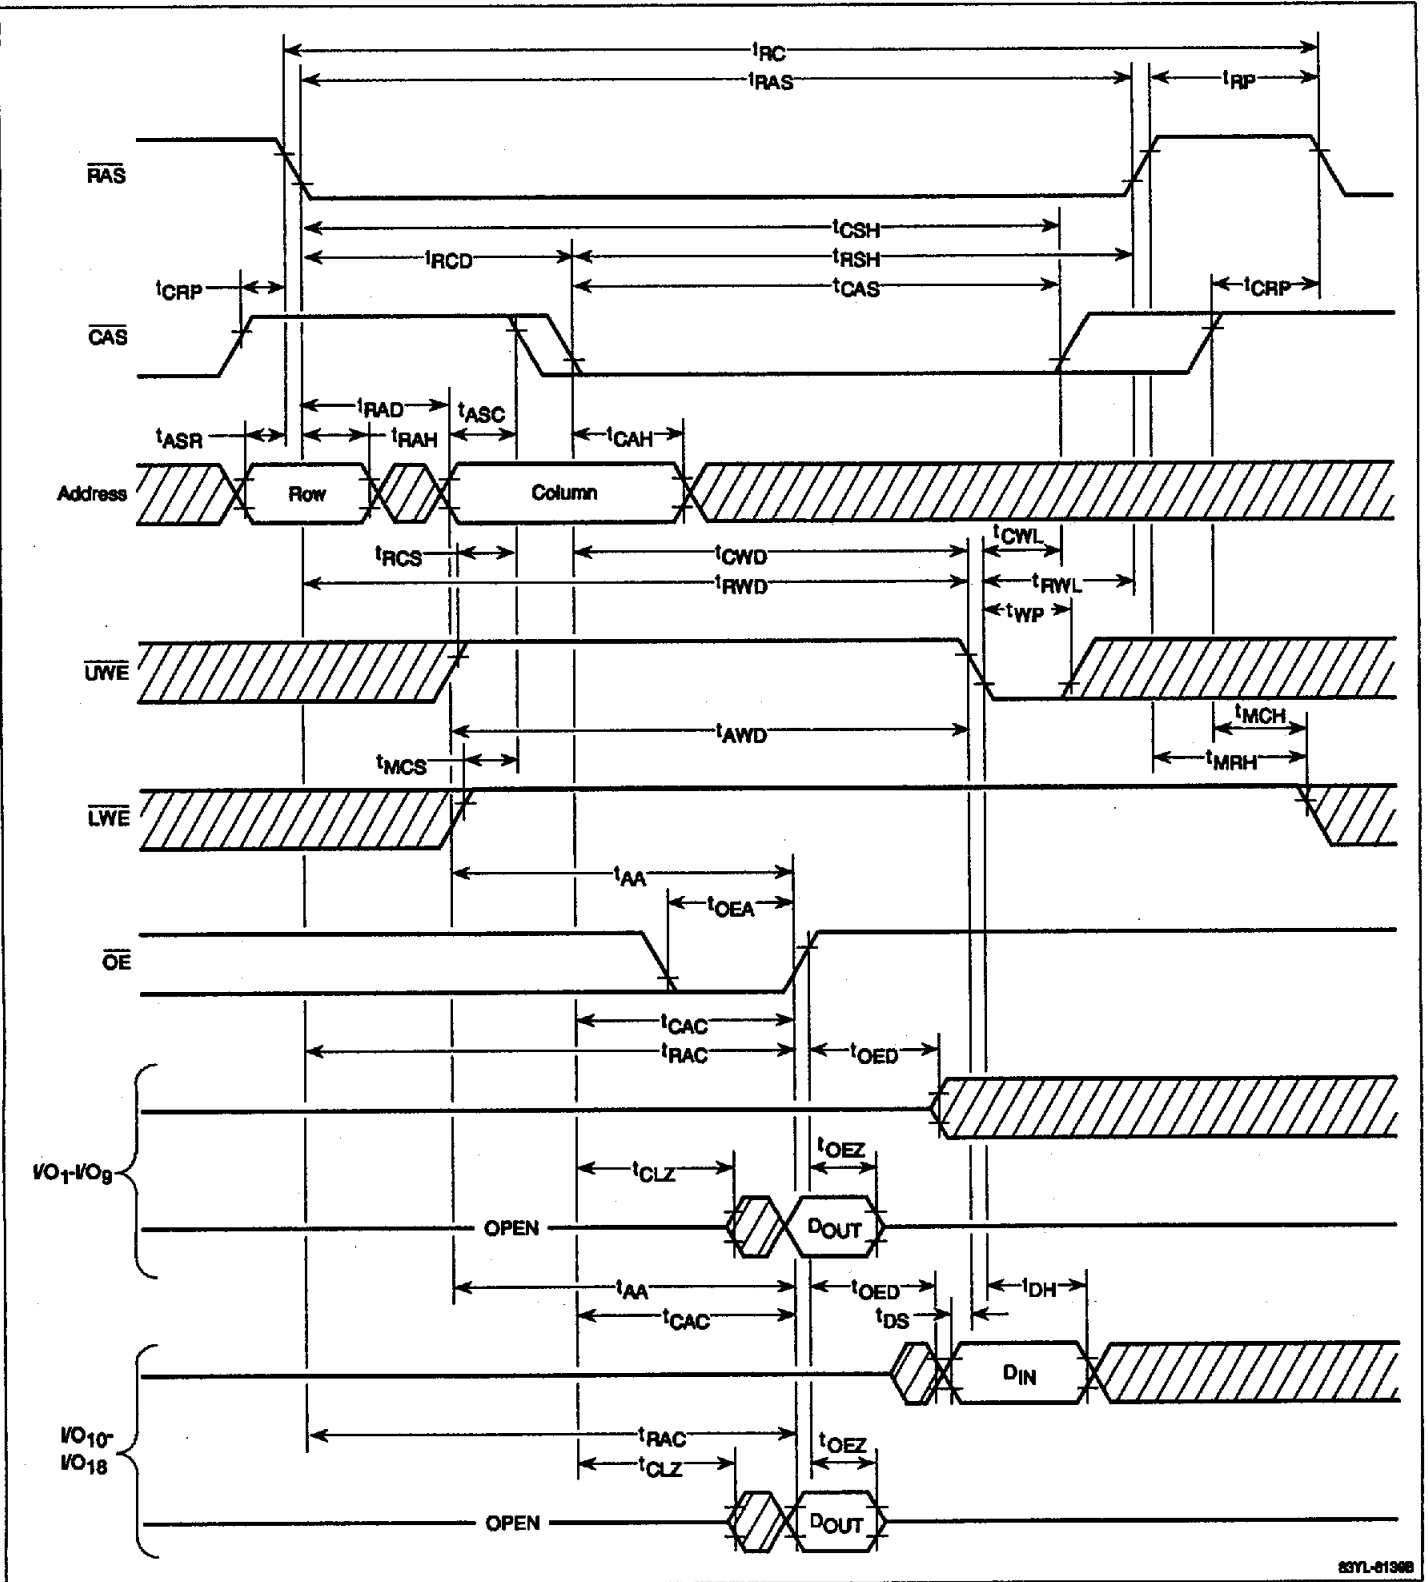 tRC
tRAS tRP
RAS
tCSH
tRCD tRSH
tCRP tCAS tCRP
CAS
tRAD tASC
tASR tRAH tCAH
Address Row Column
tCWL
tRCS tCWD
tRWD tRWL
tWP
UWE
tMCH
tAWD
tMCS tMRH
LWE
tAA
tOEA
OE
tCAC
tRAC tOED
I/O1-I/O9
tCLZ tOEZ
OPEN DOUT
tAA tOED tDH
tCAC tDS
DIN
I/O10-
I/O18
tRAC tOEZ
tCLZ
OPEN DOUT
83YL-6139B